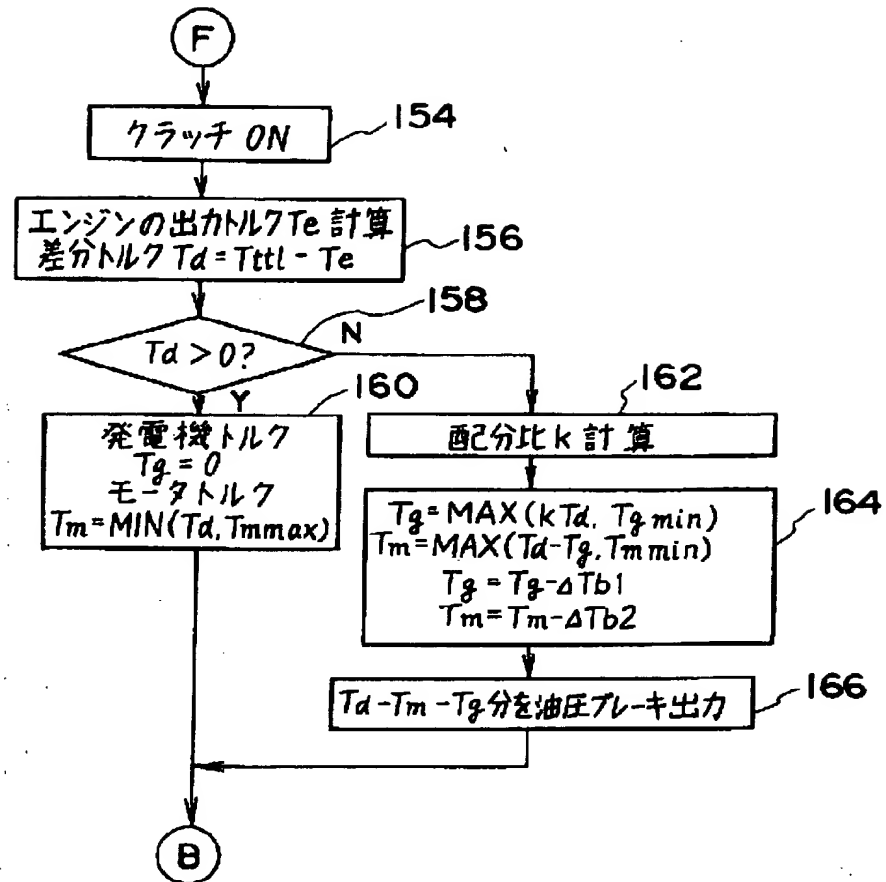 F
クラッチ ON
154
エンジンの出力トルクTe計算
差分トルク Td=Tttl-Te
156
158
Td>0?
N
Y
160
発電機トルク
Tg=0
モータトルク
Tm=MIN(Td,Tmmax)
162
配分比k計算
164
Tg=MAX(kTd, Tgmin)
Tm=MAX(Td-Tg,Tmmin)
Tg=Tg-ΔTb1
Tm=Tm-ΔTb2
Td-Tm-Tg分を油圧ブレーキ出力
166
B